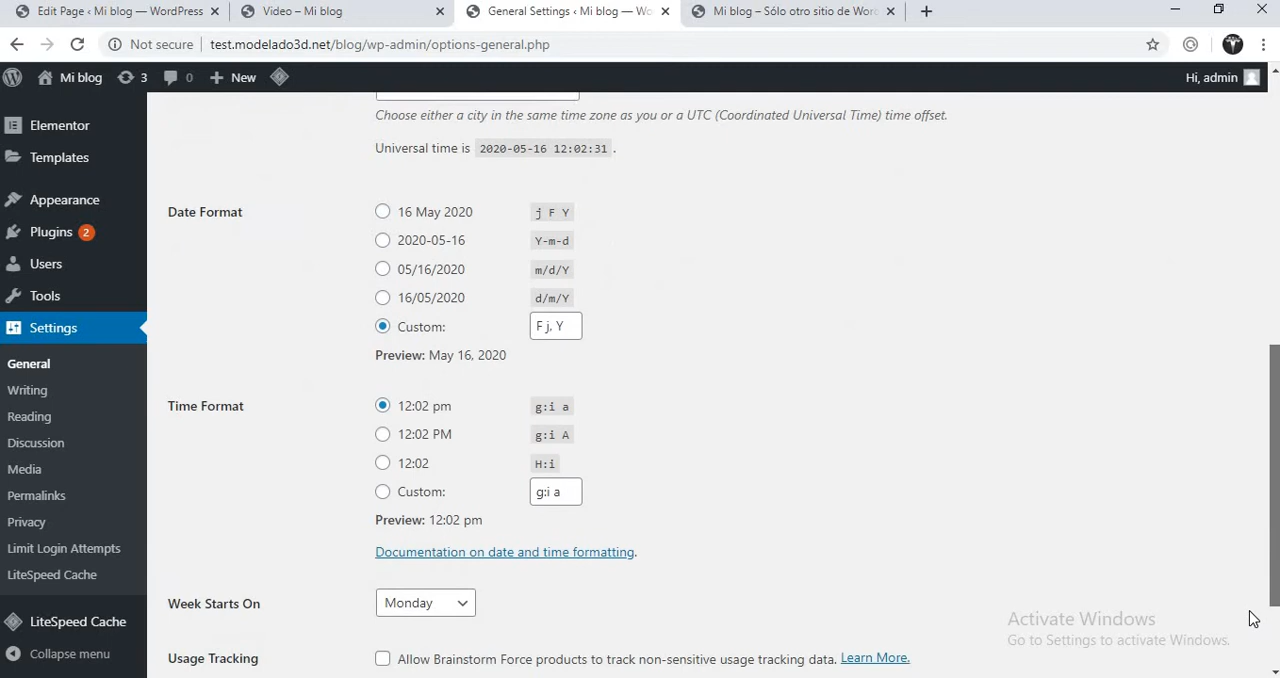 Edit Page ‹ Mi blog — WordPress
Video – Mi blog
General Settings ‹ Mi blog — Wo
Mi blog – Sólo otro sitio de Wor
Not secure
test.modelado3d.net/blog/wp-admin/options-general.php
Mi blog
3
0
New
Hi, admin
Elementor
Templates
Appearance
Plugins 2
Users
Tools
Settings
General
Writing
Reading
Discussion
Media
Permalinks
Privacy
Limit Login Attempts
LiteSpeed Cache
LiteSpeed Cache
Collapse menu
Choose either a city in the same time zone as you or a UTC (Coordinated Universal Time) time offset.
Universal time is 2020-05-16 12:02:31 .
Date Format
16 May 2020 j F Y
2020-05-16 Y-m-d
05/16/2020 m/d/Y
16/05/2020 d/m/Y
Custom: F j, Y
Preview: May 16, 2020
Time Format
12:02 pm g:i a
12:02 PM g:i A
12:02 H:i
Custom: g:i a
Preview: 12:02 pm
Documentation on date and time formatting.
Week Starts On
Monday
Usage Tracking
Allow Brainstorm Force products to track non-sensitive usage tracking data. Learn More.
Activate Windows
Go to Settings to activate Windows.